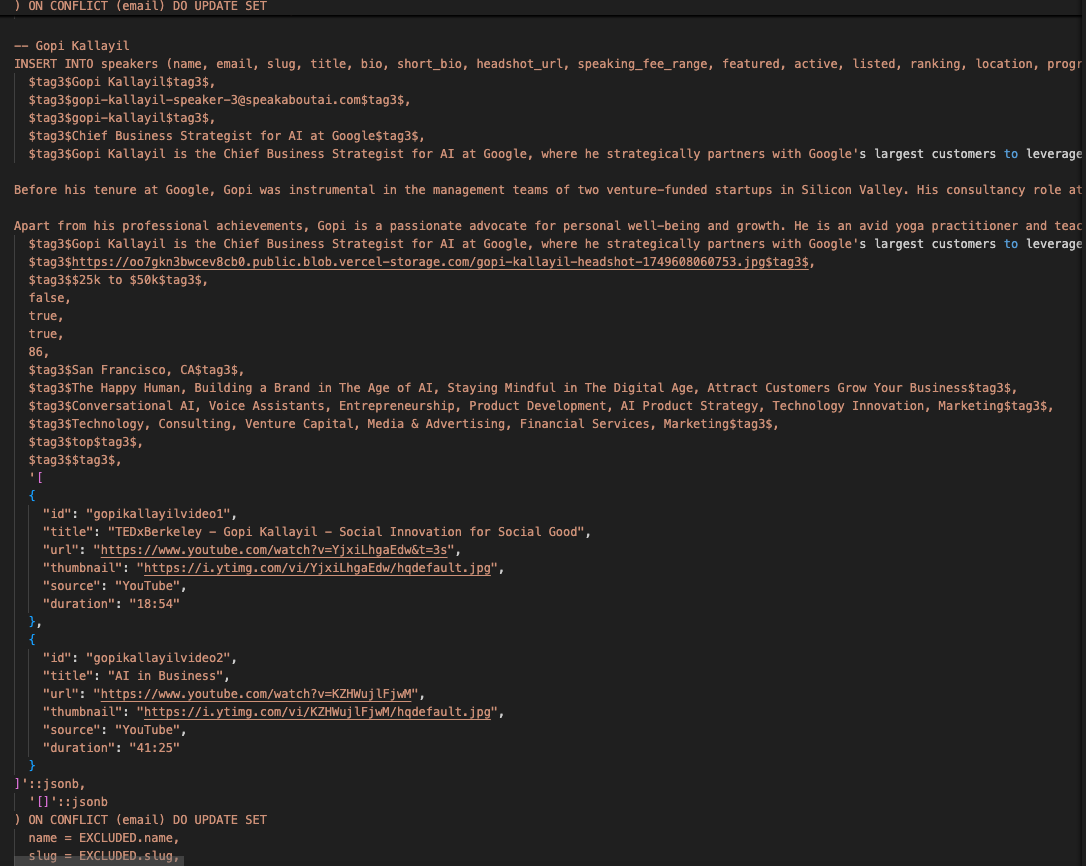 ) ON CONFLICT (email) DO UPDATE SET
-- Gopi Kallayil
INSERT INTO speakers (name, email, slug, title, bio, short_bio, headshot_url, speaking_fee_range, featured, active, listed, ranking, location, progr
$tag3$Gopi Kallayil$tag3$,
$tag3$gopi-kallayil-speaker-3@speakaboutai.com$tag3$,
$tag3$gopi-kallayil$tag3$,
$tag3$Chief Business Strategist for AI at Google$tag3$,
$tag3$Gopi Kallayil is the Chief Business Strategist for AI at Google, where he strategically partners with Google's largest customers to leverage
Before his tenure at Google, Gopi was instrumental in the management teams of two venture-funded startups in Silicon Valley. His consultancy role at
Apart from his professional achievements, Gopi is a passionate advocate for personal well-being and growth. He is an avid yoga practitioner and teac
$tag3$Gopi Kallayil is the Chief Business Strategist for AI at Google, where he strategically partners with Google's largest customers to leverage
$tag3$https://oo7gkn3bwcev8cb0.public.blob.vercel-storage.com/gopi-kallayil-headshot-1749608060753.jpg$tag3$,
$tag3$$25k to $50k$tag3$,
false,
true,
true,
86,
$tag3$San Francisco, CA$tag3$,
$tag3$The Happy Human, Building a Brand in The Age of AI, Staying Mindful in The Digital Age, Attract Customers Grow Your Business$tag3$,
$tag3$Conversational AI, Voice Assistants, Entrepreneurship, Product Development, AI Product Strategy, Technology Innovation, Marketing$tag3$,
$tag3$Technology, Consulting, Venture Capital, Media & Advertising, Financial Services, Marketing$tag3$,
$tag3$top$tag3$,
$tag3$$tag3$,
'[
{
"id": "gopikallayilvideo1",
"title": "TEDxBerkeley - Gopi Kallayil - Social Innovation for Social Good",
"url": "https://www.youtube.com/watch?v=YjxiLhgaEdw&t=3s",
"thumbnail": "https://i.ytimg.com/vi/YjxiLhgaEdw/hqdefault.jpg",
"source": "YouTube",
"duration": "18:54"
},
{
"id": "gopikallayilvideo2",
"title": "AI in Business",
"url": "https://www.youtube.com/watch?v=KZHWujlFjwM",
"thumbnail": "https://i.ytimg.com/vi/KZHWujlFjwM/hqdefault.jpg",
"source": "YouTube",
"duration": "41:25"
}
]'::jsonb,
'[]'::jsonb
) ON CONFLICT (email) DO UPDATE SET
name = EXCLUDED.name,
slug = EXCLUDED.slug,